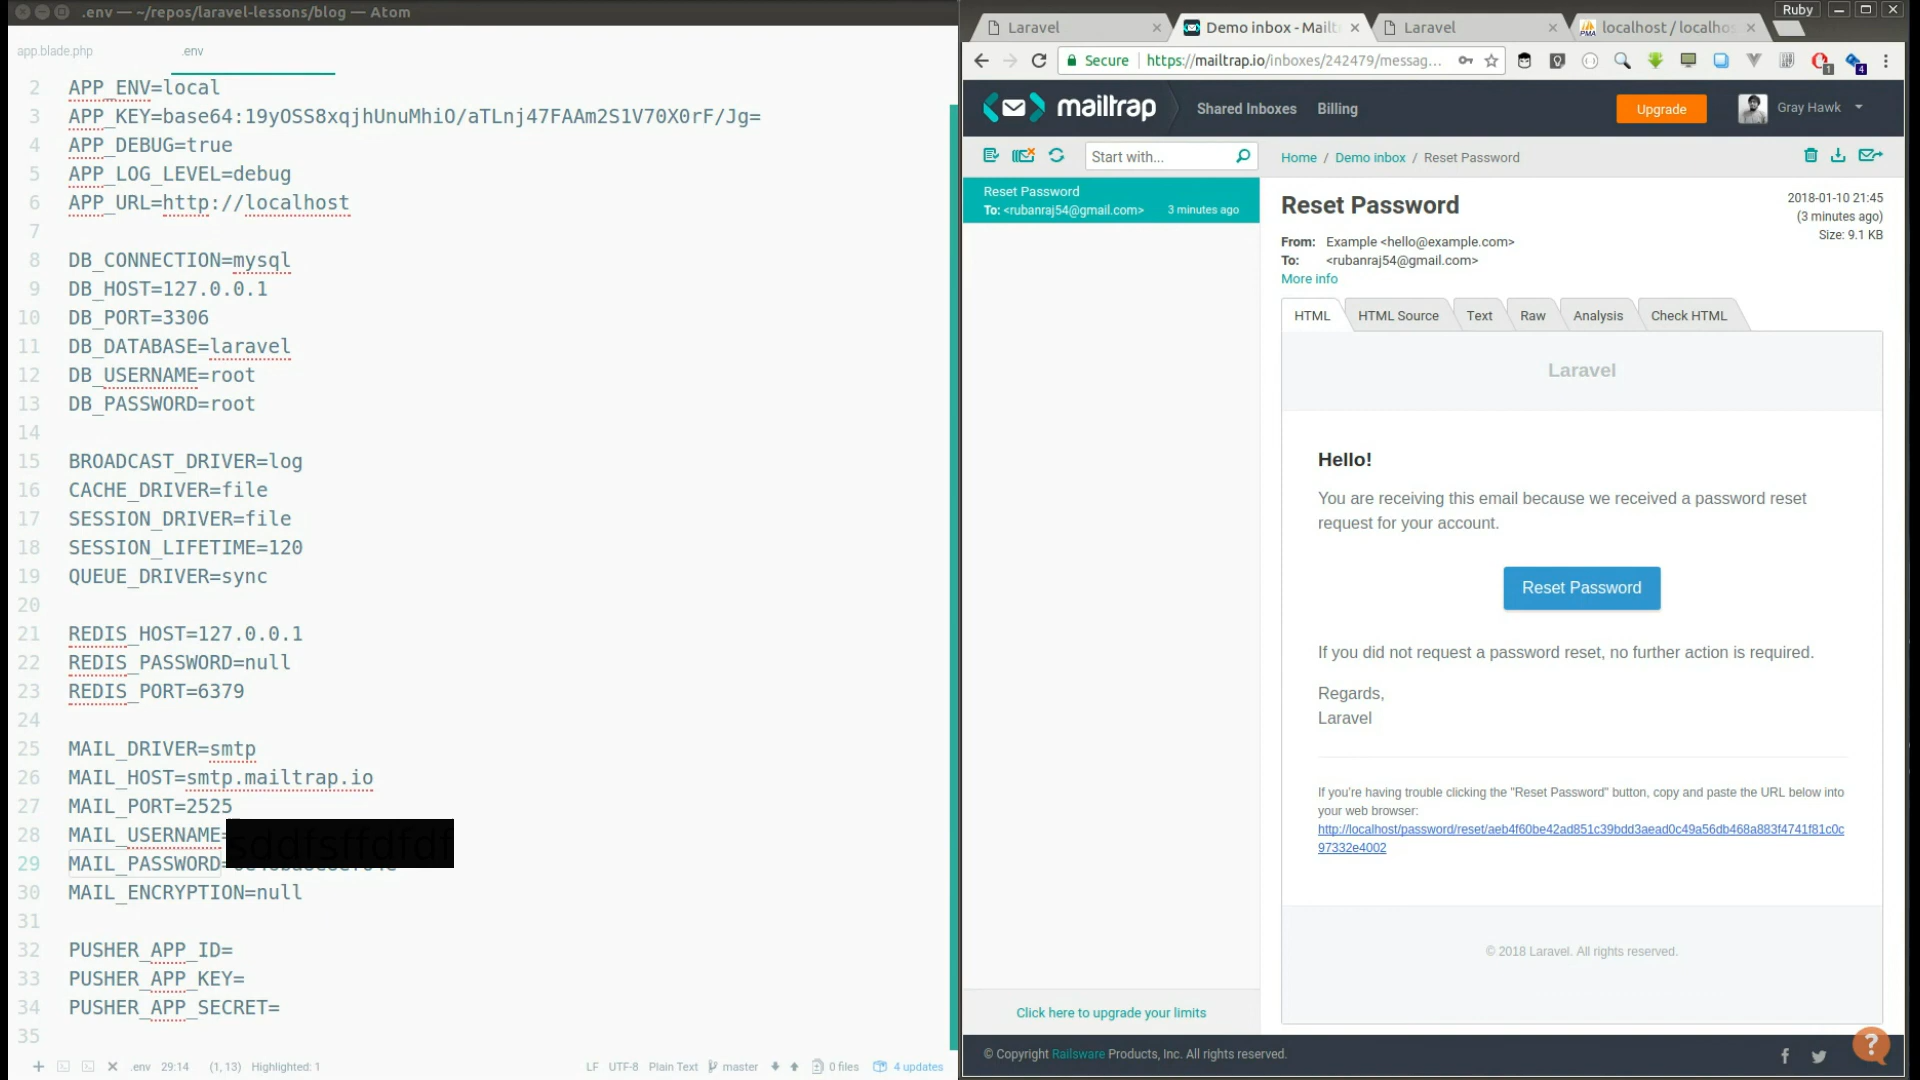 .env — ~/repos/laravel-lessons/blog — Atom
app.blade.php
.env
2 APP_ENV=local
3 APP_KEY=base64:19yOSS8xqjhUnuMhiO/aTLnj47FAAm2S1V70X0rF/Jg=
4 APP_DEBUG=true
5 APP_LOG_LEVEL=debug
6 APP_URL=http://localhost
7
8 DB_CONNECTION=mysql
9 DB_HOST=127.0.0.1
10 DB_PORT=3306
11 DB_DATABASE=laravel
12 DB_USERNAME=root
13 DB_PASSWORD=root
14
15 BROADCAST_DRIVER=log
16 CACHE_DRIVER=file
17 SESSION_DRIVER=file
18 SESSION_LIFETIME=120
19 QUEUE_DRIVER=sync
20
21 REDIS_HOST=127.0.0.1
22 REDIS_PASSWORD=null
23 REDIS_PORT=6379
24
25 MAIL_DRIVER=smtp
26 MAIL_HOST=smtp.mailtrap.io
27 MAIL_PORT=2525
28 MAIL_USERNAME=
29 MAIL_PASSWORD=
30 MAIL_ENCRYPTION=null
31
32 PUSHER_APP_ID=
33 PUSHER_APP_KEY=
34 PUSHER_APP_SECRET=
35
.env 29:14 (1, 13) Highlighted: 1 LF UTF-8 Plain Text master 0 files 4 updates
Ruby
Laravel
Demo inbox - Mailt
Laravel
localhost / localhos
Secure https://mailtrap.io/inboxes/242479/messag...
1
4
mailtrap Shared Inboxes Billing Upgrade Gray Hawk
Start with...
Home / Demo inbox / Reset Password
Reset Password
To: <rubanraj54@gmail.com> 3 minutes ago
Click here to upgrade your limits
Reset Password
2018-01-10 21:45
(3 minutes ago)
Size: 9.1 KB
From: Example <hello@example.com>
To: <rubanraj54@gmail.com>
More info
HTML HTML Source Text Raw Analysis Check HTML
Laravel
Hello!
You are receiving this email because we received a password reset
request for your account.
Reset Password
If you did not request a password reset, no further action is required.
Regards,
Laravel
If you're having trouble clicking the "Reset Password" button, copy and paste the URL below into
your web browser:
http://localhost/password/reset/aeb4f60be42ad851c39bdd3aead0c49a56db468a883f4741f81c0c
97332e4002
© 2018 Laravel. All rights reserved.
© Copyright Railsware Products, Inc. All rights reserved.
?